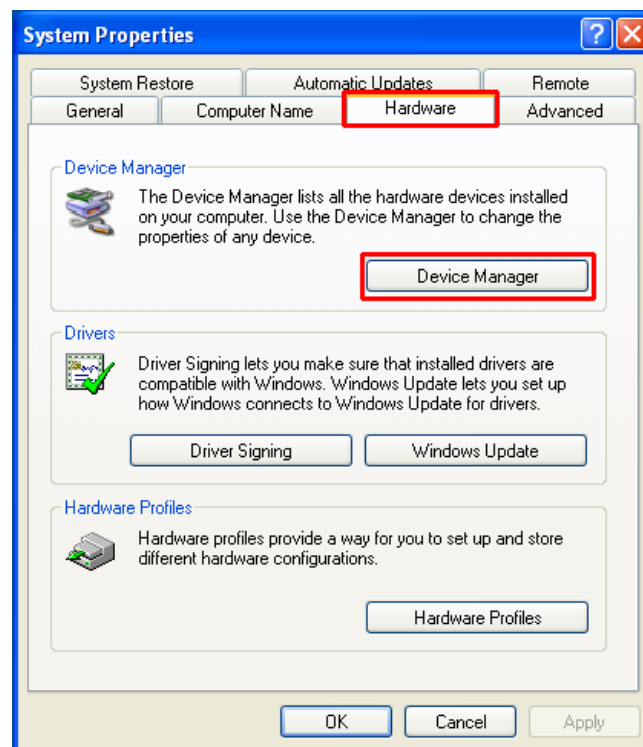 System Properties
System Restore
Automatic Updates
Remote
General
Computer Name
Hardware
Advanced
Device Manager
The Device Manager lists all the hardware devices installed
on your computer. Use the Device Manager to change the
properties of any device.
Device Manager
Drivers
Driver Signing lets you make sure that installed drivers are
compatible with Windows. Windows Update lets you set up
how Windows connects to Windows Update for drivers.
Driver Signing
Windows Update
Hardware Profiles
Hardware profiles provide a way for you to set up and store
different hardware configurations.
Hardware Profiles
OK
Cancel
Apply